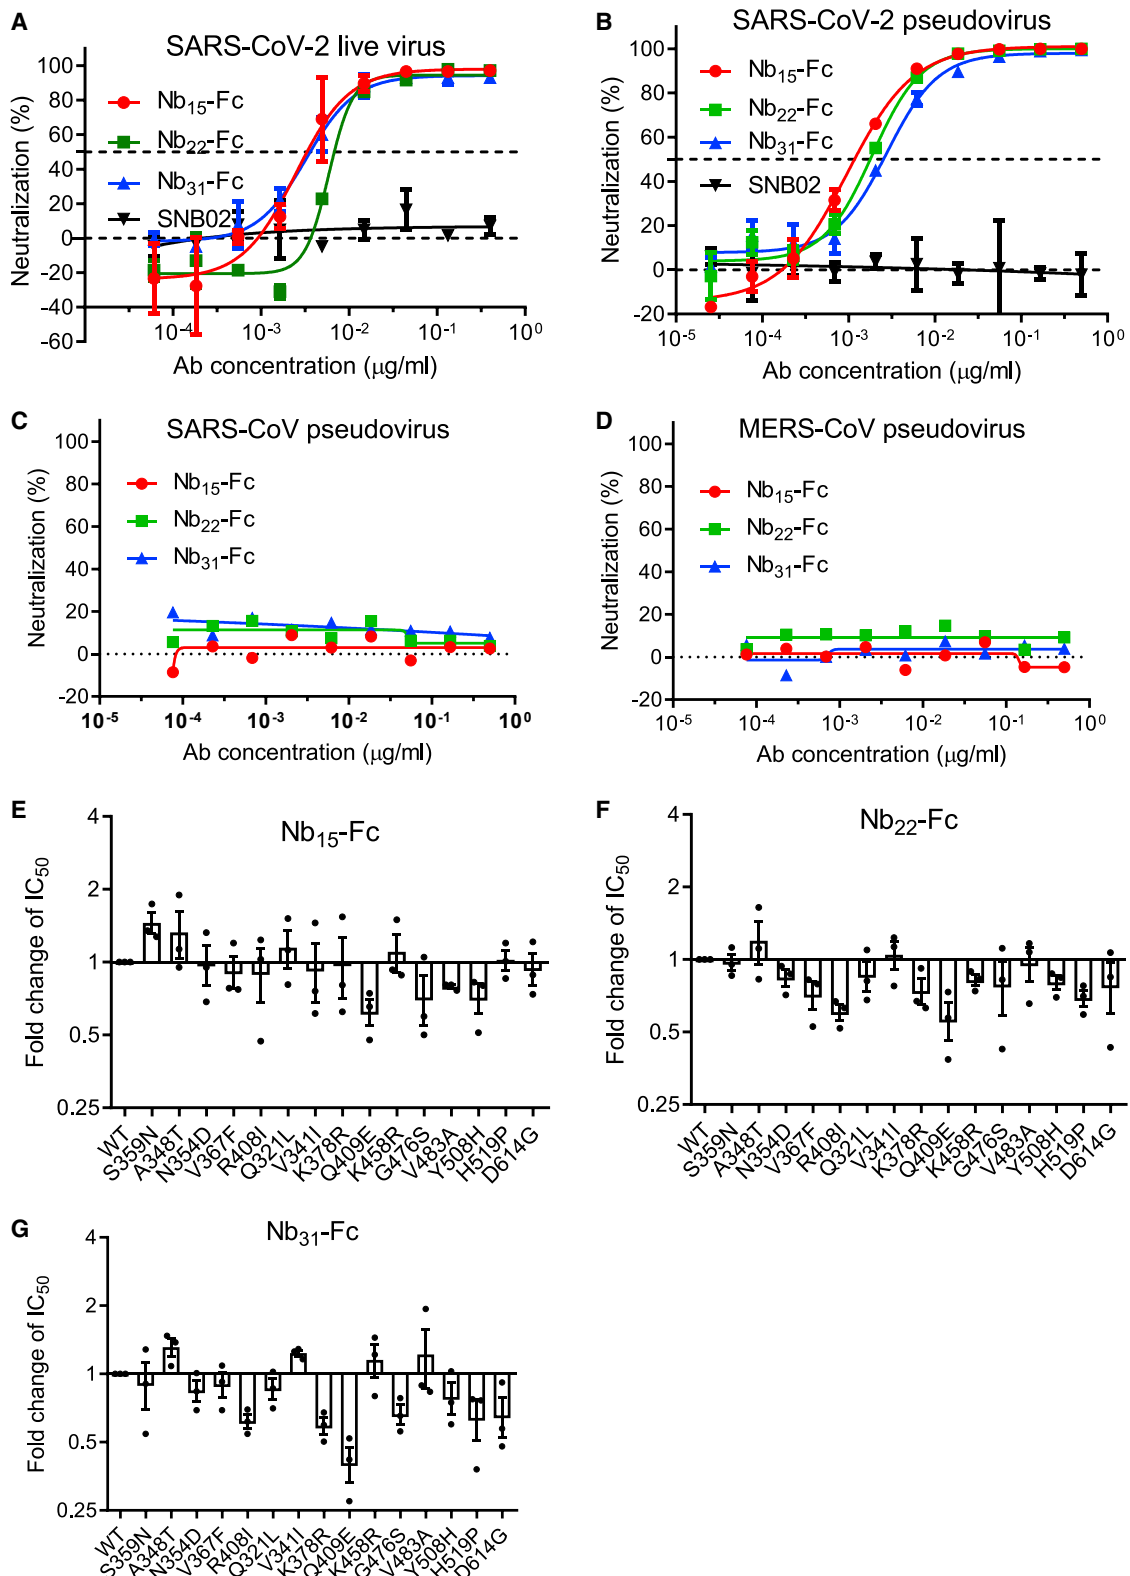 A
SARS-CoV-2 live virus
Neutralization (%)
100
80
60
40
20
0
-20
-40
-60
Nb15-Fc
Nb22-Fc
Nb31-Fc
SNB02
10-4
10-3
10-2
10-1
100
Ab concentration (μg/ml)
B
SARS-CoV-2 pseudovirus
Neutralization (%)
100
80
60
40
20
0
-20
Nb15-Fc
Nb22-Fc
Nb31-Fc
SNB02
10-5
10-4
10-3
10-2
10-1
100
Ab concentration (μg/ml)
C
SARS-CoV pseudovirus
Neutralization (%)
100
80
60
40
20
0
-20
Nb15-Fc
Nb22-Fc
Nb31-Fc
10-5
10-4
10-3
10-2
10-1
100
Ab concentration (μg/ml)
D
MERS-CoV pseudovirus
Neutralization (%)
100
80
60
40
20
0
-20
Nb15-Fc
Nb22-Fc
Nb31-Fc
10-5
10-4
10-3
10-2
10-1
100
Ab concentration (μg/ml)
E
Nb15-Fc
Fold change of IC50
4
2
1
0.5
0.25
WT
S359N
A348T
N354D
V367F
R408I
Q321L
V341I
K378R
Q409E
K458R
G476S
V483A
Y508H
H519P
D614G
F
Nb22-Fc
Fold change of IC50
4
2
1
0.5
0.25
WT
S359N
A348T
N354D
V367F
R408I
Q321L
V341I
K378R
Q409E
K458R
G476S
V483A
Y508H
H519P
D614G
G
Nb31-Fc
Fold change of IC50
4
2
1
0.5
0.25
WT
S359N
A348T
N354D
V367F
R408I
Q321L
V341I
K378R
Q409E
K458R
G476S
V483A
Y508H
H519P
D614G